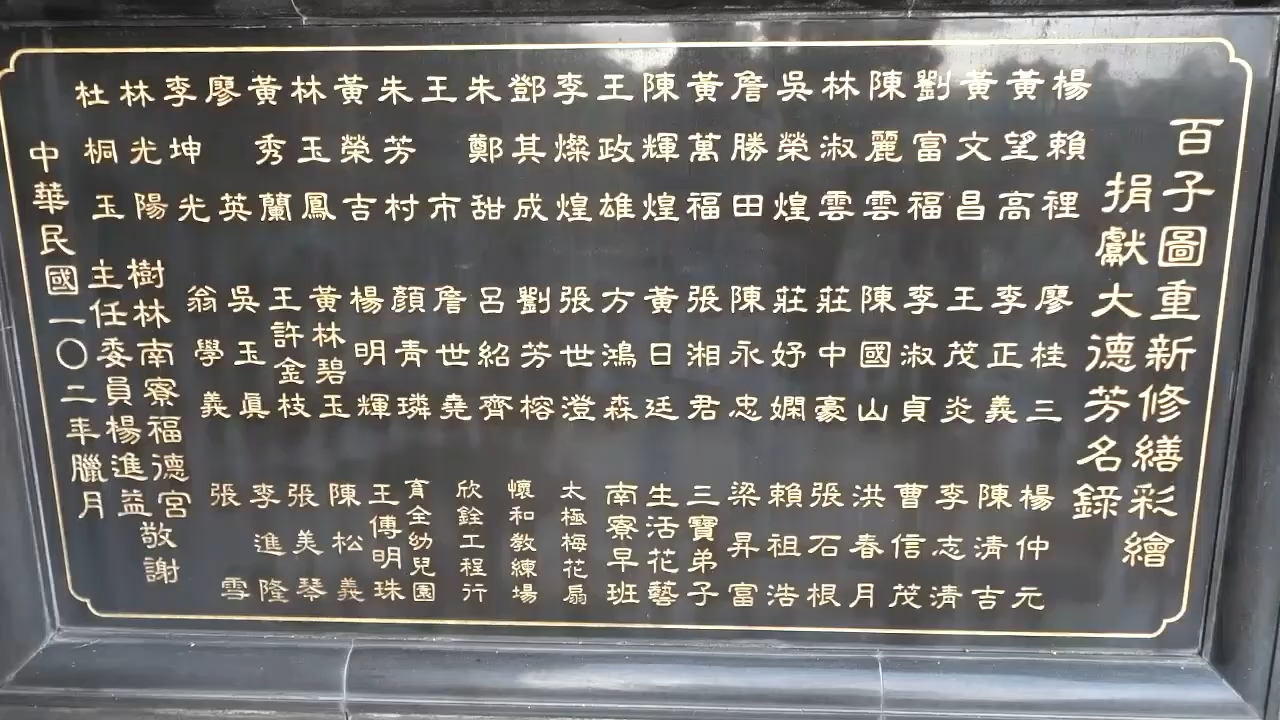 百子圖重新修繕彩繪
捐獻大德芳名錄
楊賴裡
黃望高
黃文昌
劉富福
陳麗雲
林淑雲
吳榮煌
詹勝田
黃萬福
陳輝煌
王政雄
李燦煌
鄧其成
朱鄭甜
王市
朱芳村
黃榮吉
林玉鳳
黃秀蘭
廖英
李坤光
林光陽
杜桐玉
廖桂三
李正義
王茂炎
李淑貞
陳國山
莊中豪
莊妤嫻
陳永忠
張湘君
黃日廷
方鴻森
張世澄
劉芳榕
呂紹齊
詹世堯
顏青璘
楊明輝
黃林碧玉
王許金枝
吳玉眞
翁學義
楊仲元
陳清吉
李志清
曹信茂
洪春月
張石根
賴祖浩
梁昇富
三寶弟子
生活花藝
南寮早班
太極梅花扇
懷和教練場
欣銓工程行
育全幼兒園
王傅明珠
陳松義
張美琴
李進隆
張雪
樹林南寮福德宮
主任委員楊進益敬謝
中華民國一〇二年臘月